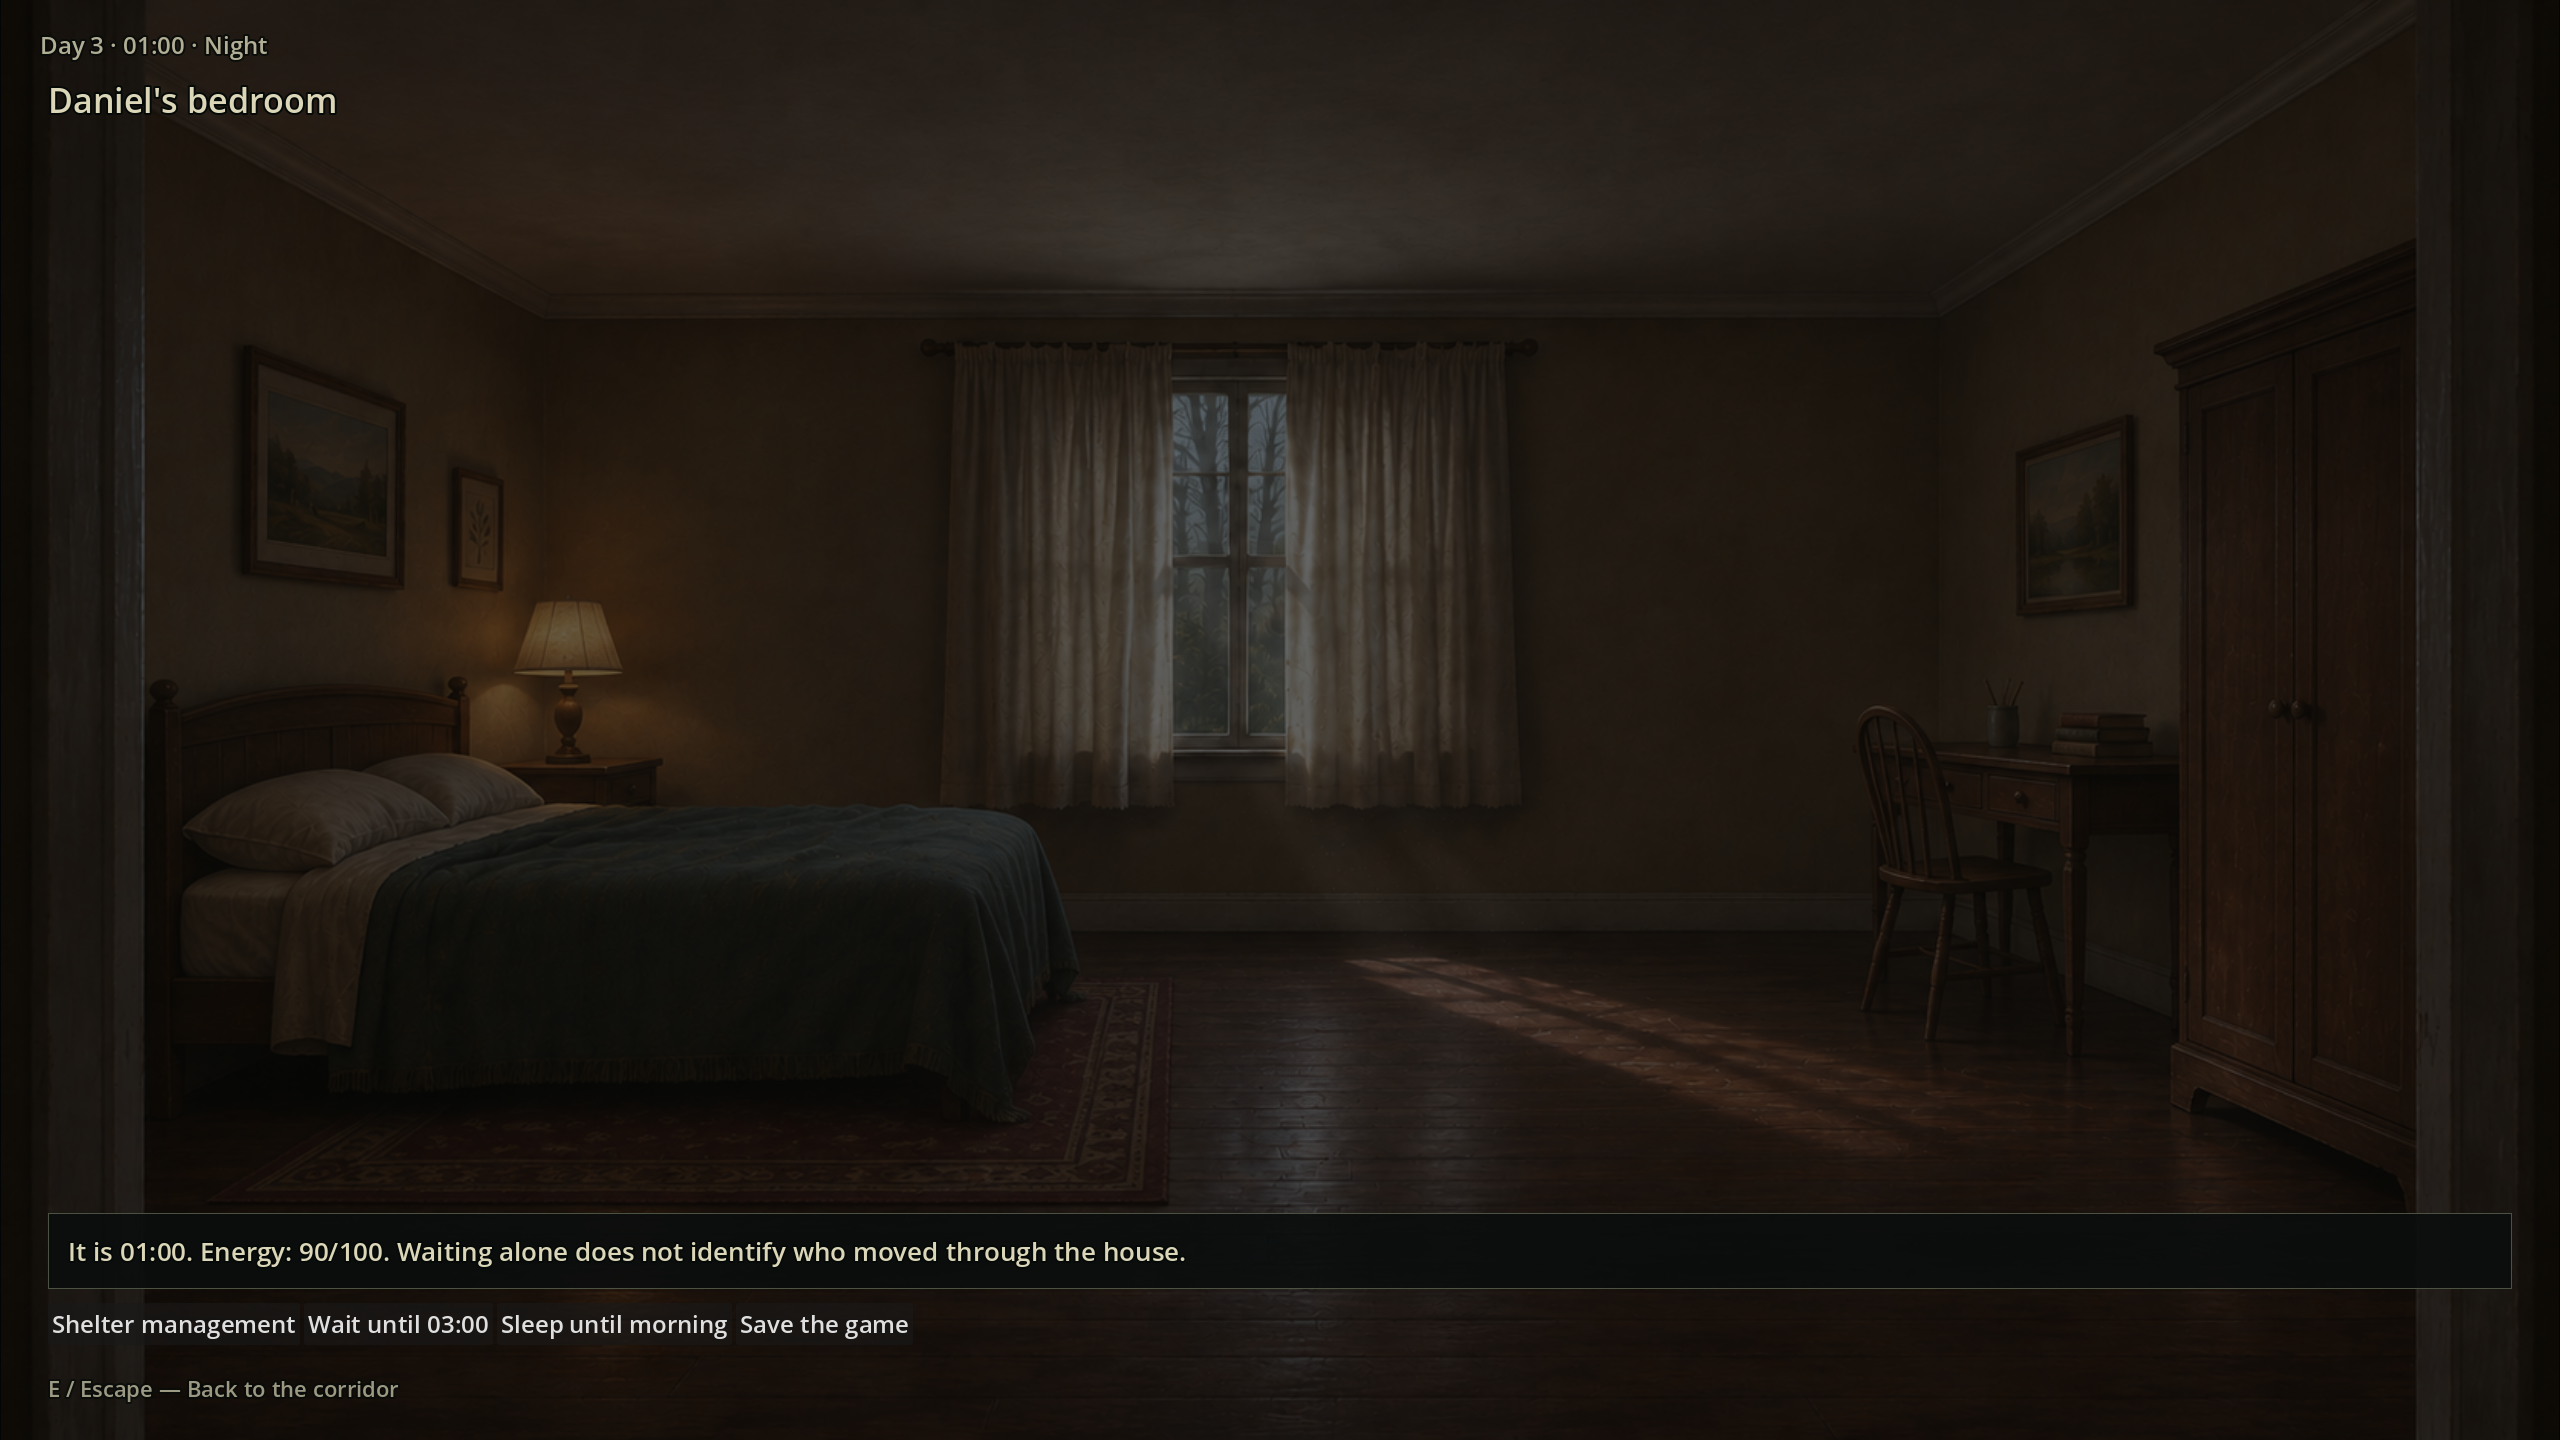 Day 3 · 01:00 · Night
Daniel's bedroom
It is 01:00. Energy: 90/100. Waiting alone does not identify who moved through the house.
Shelter management Wait until 03:00 Sleep until morning Save the game
E / Escape — Back to the corridor